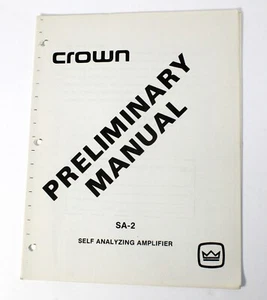 crown
PRELIMINARY
MANUAL
SA-2
SELF ANALYZING AMPLIFIER